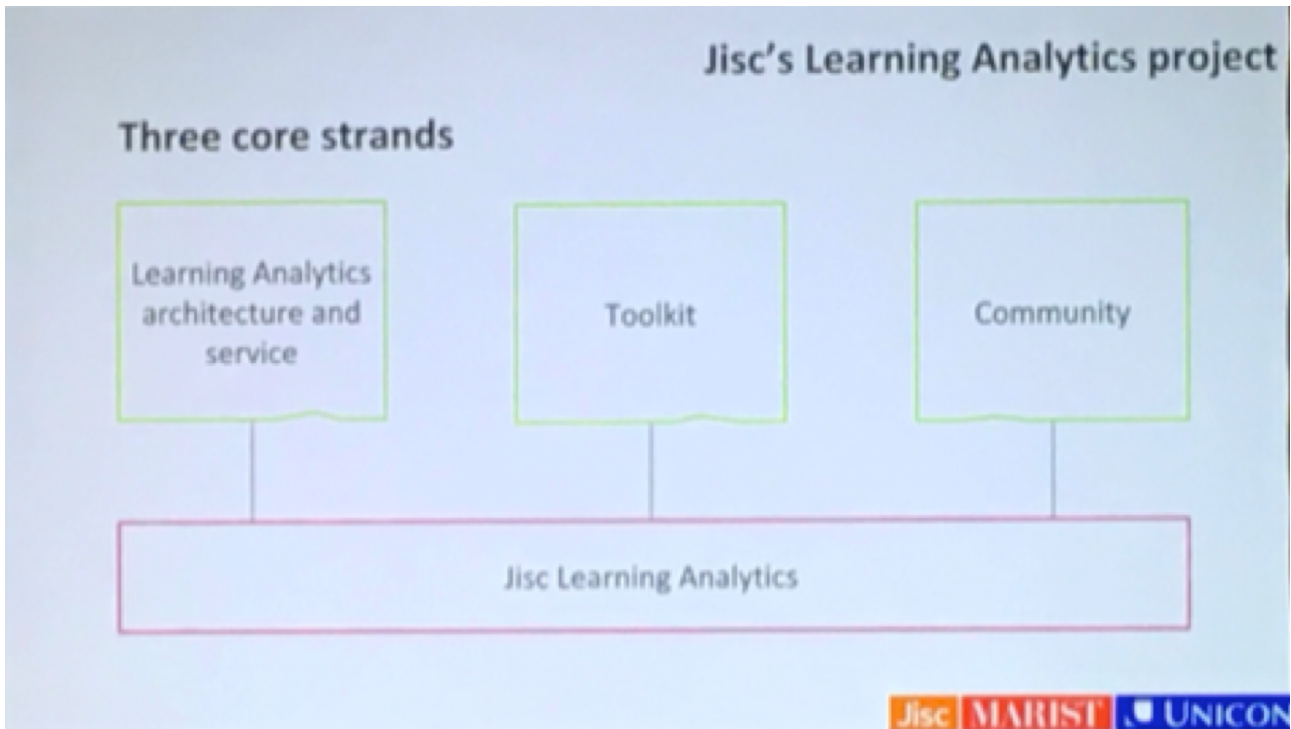 Jisc's Learning Analytics project
Three core strands
Learning Analytics
architecture and
service
Toolkit
Community
Jisc Learning Analytics
Jisc MARIST UNICON